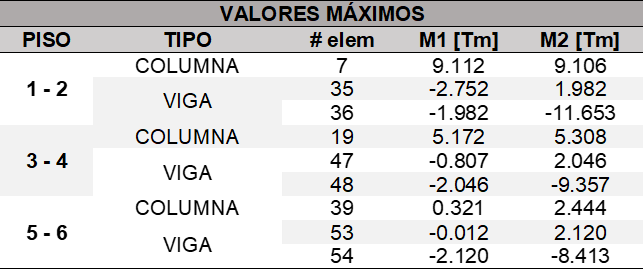 VALORES MÁXIMOS
PISO TIPO # elem M1 [Tm] M2 [Tm]
1 - 2 COLUMNA 7 9.112 9.106
VIGA 35 -2.752 1.982
36 -1.982 -11.653
3 - 4 COLUMNA 19 5.172 5.308
VIGA 47 -0.807 2.046
48 -2.046 -9.357
5 - 6 COLUMNA 39 0.321 2.444
VIGA 53 -0.012 2.120
54 -2.120 -8.413